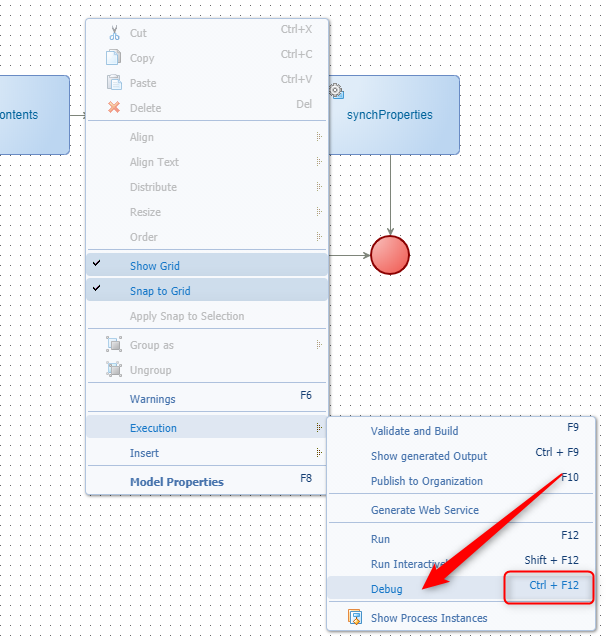 Cut Ctrl+X
Copy Ctrl+C
Paste Ctrl+V
Delete Del
ontents
synchProperties
Align
Align Text
Distribute
Resize
Order
Show Grid
Snap to Grid
Apply Snap to Selection
Group as
Ungroup
Warnings F6
Execution
Insert
Model Properties F8
Validate and Build F9
Show generated Output Ctrl + F9
Publish to Organization F10
Generate Web Service
Run F12
Run Interactively Shift + F12
Debug Ctrl + F12
Show Process Instances